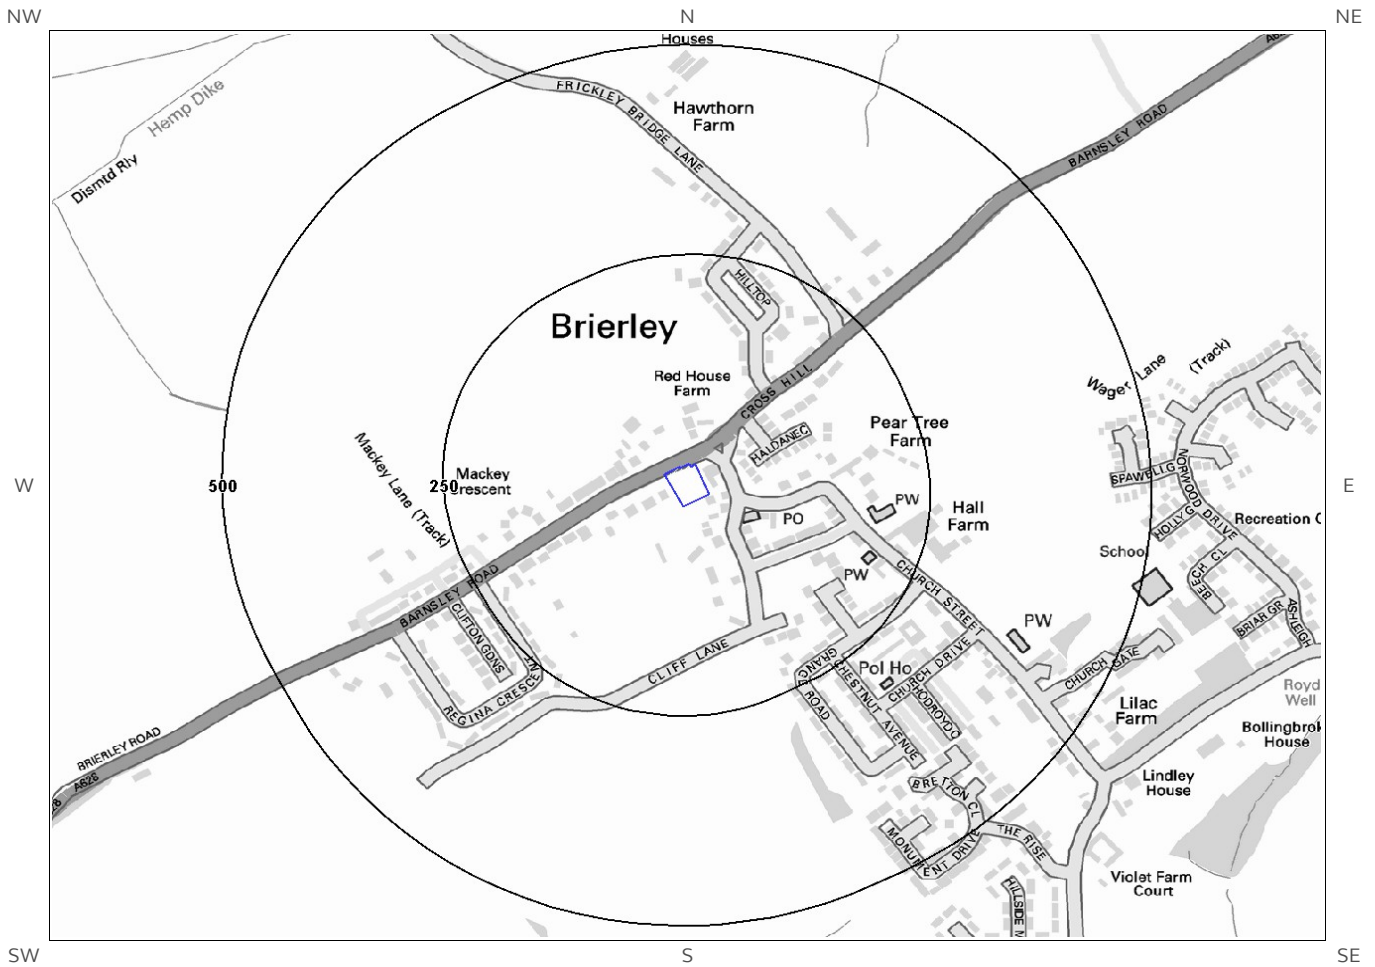 NW
N
NE
Houses
FRICKLEY BRIDGE LANE
Hemp Dike
Hawthorn
Farm
BARNSLEY ROAD
Dismtd Rly
HILLTOP
Brierley
Wager Lane
(Track)
Red House
Farm
CROSS HILL
Pear Tree
Farm
HALDANEC
Mackey Lane (Track)
Mackey
Crescent
SPAWELLG
NORWOOD DRIVE
W
500
250
E
PW
PO
Hall
Farm
HOLLY G
Recreation
School
BEECH CL
PW
CHURCH STREET
BARNSLEY ROAD
CLIFTON GDNS
BRIAR GR
ASHLEIGH
PW
CLIFF LANE
REGINA CRESCENT
GRANGE ROAD
Pol Ho
CHURCH DRIVE
CHESTNUT AVENUE
HODROYDC
CHURCH GATE
Royd
Well
Lilac
Farm
Bollingbrok
House
BRIERLEY ROAD
A628
Lindley
House
BRETTON CL
MONUMENT DRIVE
THE RISE
Violet Farm
Court
HILLSIDE
SW
S
SE